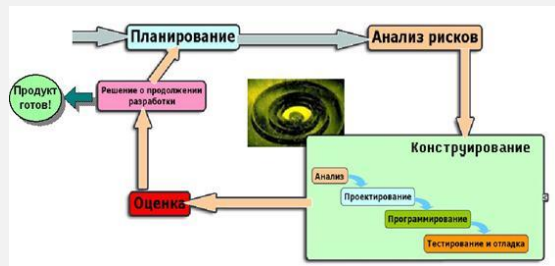 Планирование
Анализ рисков
Продукт
готов!
Решение о продолжении
разработки
Конструирование
Анализ
Проектирование
Программирование
Тестирование и отладка
Оценка